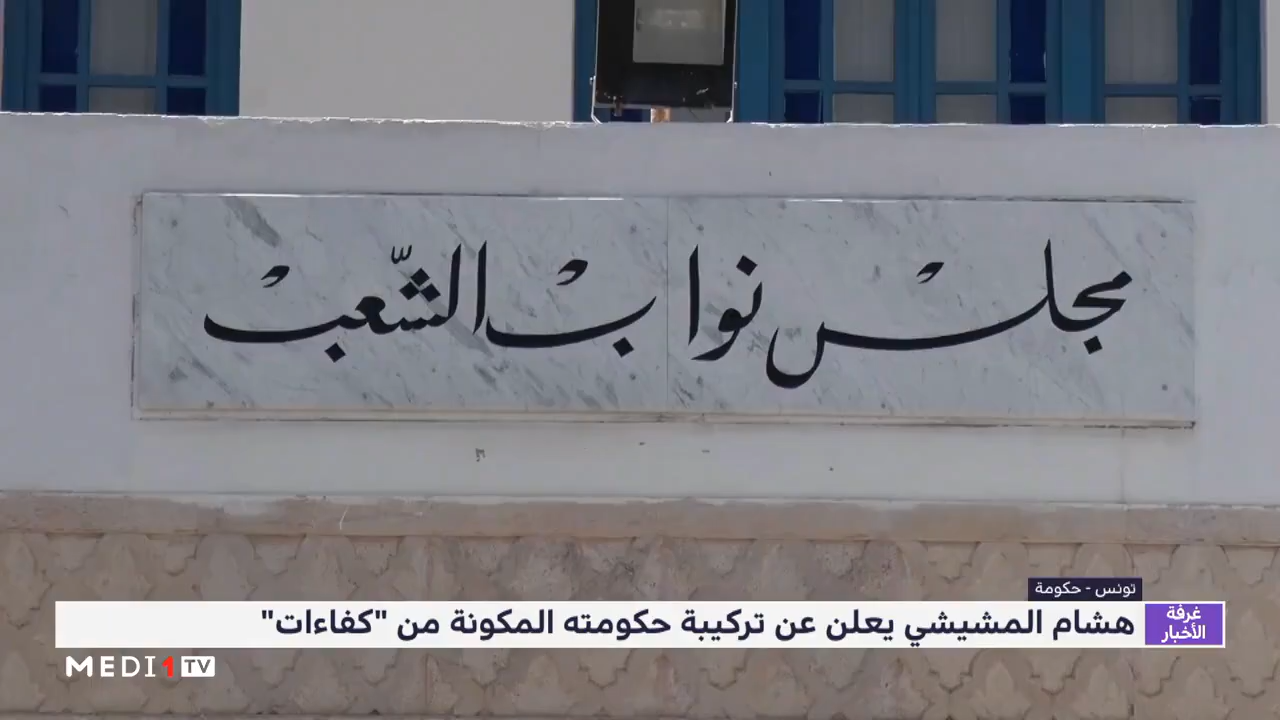 مجلس نواب الشّعب
تونس - حكومة
غرفة
الأخبار
هشام المشيشي يعلن عن تركيبة حكومته المكونة من "كفاءات"
MEDI1TV